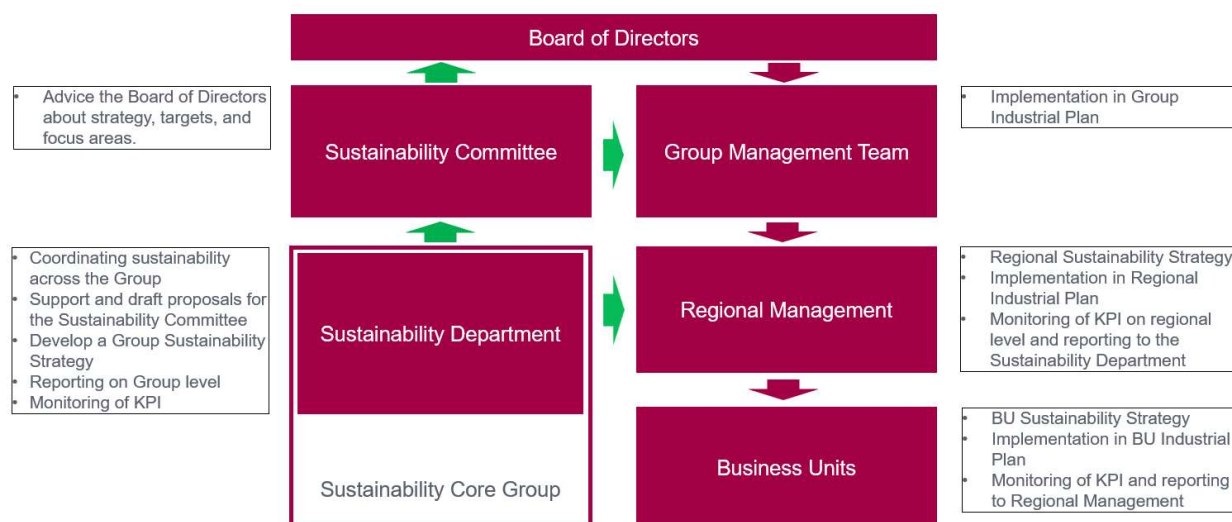 Board of Directors
• Advice the Board of Directors
about strategy, targets, and
focus areas.
Sustainability Committee
Group Management Team
• Implementation in Group
Industrial Plan
• Coordinating sustainability
across the Group
• Support and draft proposals for
the Sustainability Committee
• Develop a Group Sustainability
Strategy
• Reporting on Group level
• Monitoring of KPI
Sustainability Department
Regional Management
• Regional Sustainability Strategy
• Implementation in Regional
Industrial Plan
• Monitoring of KPI on regional
level and reporting to the
Sustainability Department
Sustainability Core Group
Business Units
• BU Sustainability Strategy
• Implementation in BU Industrial
Plan
• Monitoring of KPI and reporting
to Regional Management